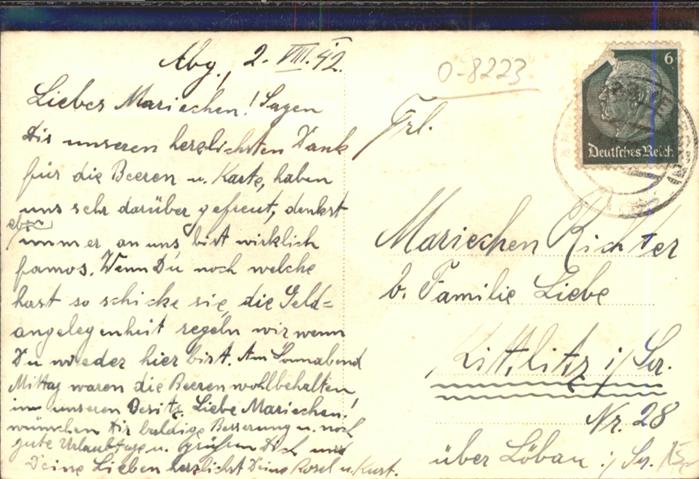 Abg., 2. VIII. 42.
Liebes Mariechen! Sagen
Dir unseren herzlichsten Dank
für die Beeren u. Karte, haben
uns sehr darüber gefreut, denkst
eben
immer an uns bist wirklich
famos. Wenn Du noch welche
hast so schicke sie, die Geld=
angelegenheit regeln wir wenn
Du wieder hier bist. Am Sonnabend
Mittag waren die Beeren wohlbehalten
in unseren Besitz. Liebe Mariechen!
wünschen Dir baldige Besserung u. noch
gute Urlaubstage u. Grüßen Dich und
Deine Lieben herzlichst Deine Rosel u. Kurt.
0-8223
6
Deutsches Reich
Frl.
Mariechen Richter
b. Familie Liebe
Kittlitz i/Sa.
Nr. 28
über Löbau i/Sa.